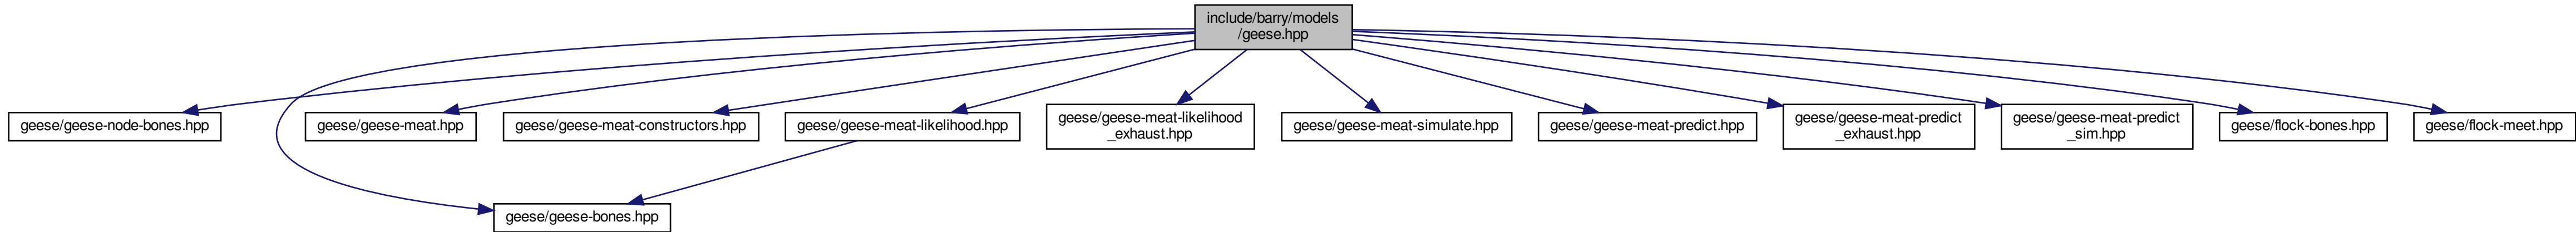 include/barry/models
/geese.hpp
geese/geese-node-bones.hpp
geese/geese-meat.hpp
geese/geese-meat-constructors.hpp
geese/geese-meat-likelihood.hpp
geese/geese-meat-likelihood
_exhaust.hpp
geese/geese-meat-simulate.hpp
geese/geese-meat-predict.hpp
geese/geese-meat-predict
_exhaust.hpp
geese/geese-meat-predict
_sim.hpp
geese/flock-bones.hpp
geese/flock-meet.hpp
geese/geese-bones.hpp